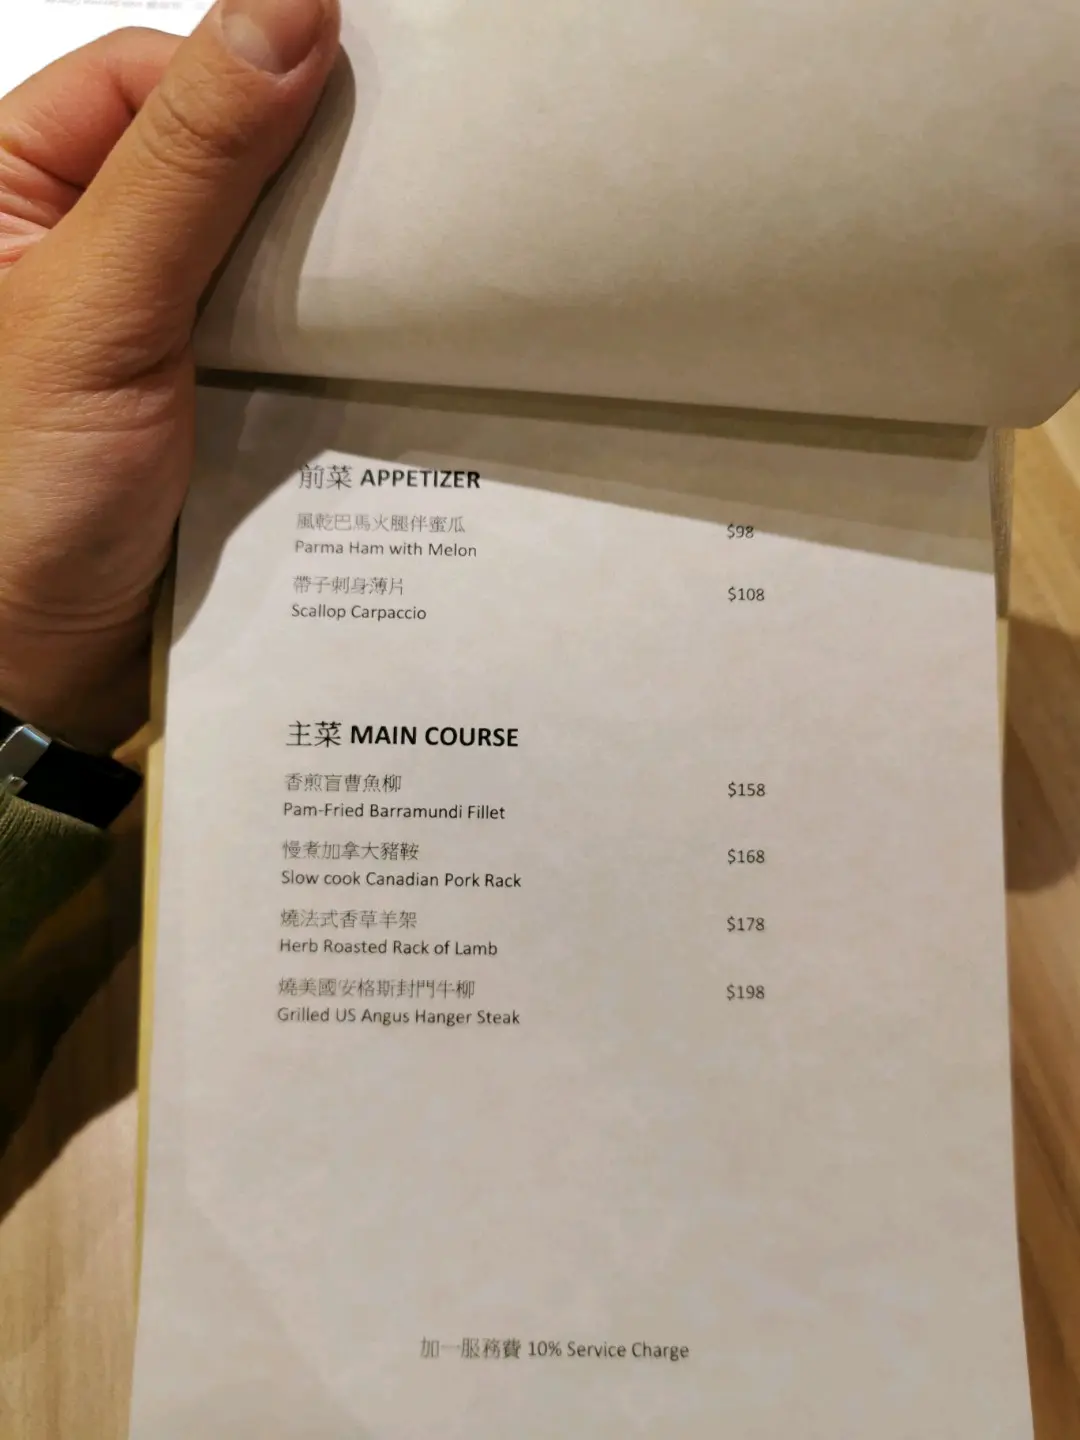 前菜 APPETIZER
風乾巴馬火腿伴蜜瓜
Parma Ham with Melon
$98
帶子刺身薄片
Scallop Carpaccio
$108
主菜 MAIN COURSE
香煎盲曹魚柳
Pam-Fried Barramundi Fillet
$158
慢煮加拿大豬鞍
Slow cook Canadian Pork Rack
$168
燒法式香草羊架
Herb Roasted Rack of Lamb
$178
燒美國安格斯封門牛柳
Grilled US Angus Hanger Steak
$198
加一服務費 10% Service Charge